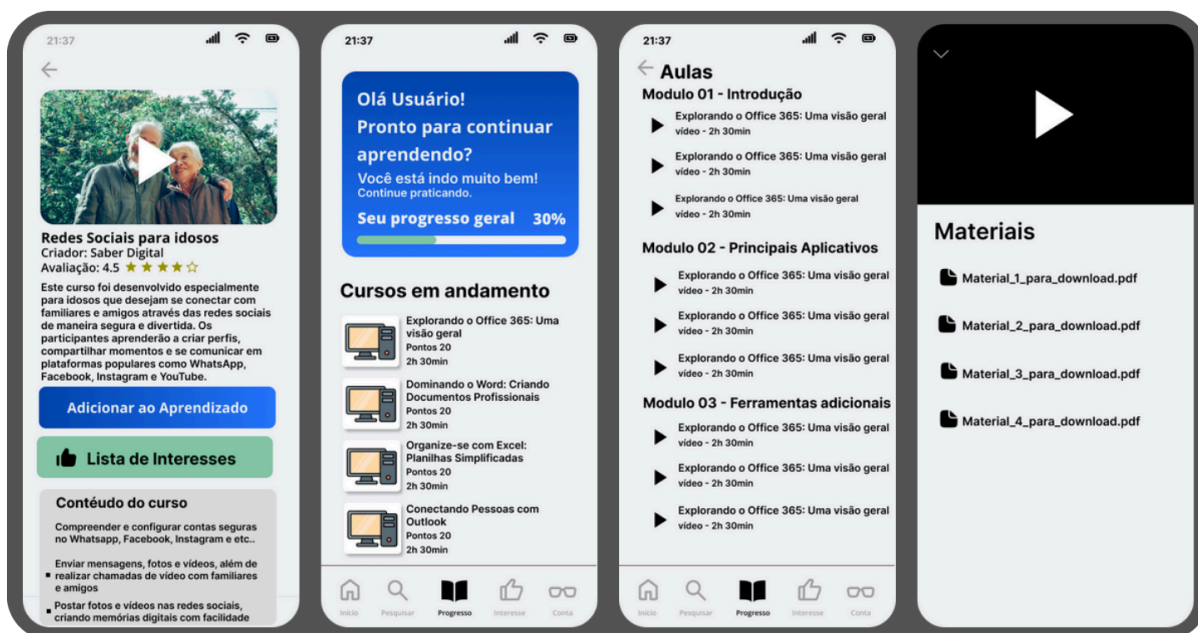 21:37
Redes Sociais para idosos
Criador: Saber Digital
Avaliação: 4.5
Este curso foi desenvolvido especialmente
para idosos que desejam se conectar com
familiares e amigos através das redes sociais
de maneira segura e divertida. Os
participantes aprenderão a criar perfis,
compartilhar momentos e se comunicar em
plataformas populares como WhatsApp,
Facebook, Instagram e YouTube.
Adicionar ao Aprendizado
Lista de Interesses
Contéudo do curso
Compreender e configurar contas seguras
no Whatsapp, Facebook, Instagram e etc..
Enviar mensagens, fotos e vídeos, além de
realizar chamadas de vídeo com familiares
e amigos
Postar fotos e vídeos nas redes sociais,
criando memórias digitais com facilidade
21:37
Olá Usuário!
Pronto para continuar
aprendendo?
Você está indo muito bem!
Continue praticando.
Seu progresso geral 30%
Cursos em andamento
Explorando o Office 365: Uma
visão geral
Pontos 20
2h 30min
Dominando o Word: Criando
Documentos Profissionais
Pontos 20
2h 30min
Organize-se com Excel:
Planilhas Simplificadas
Pontos 20
2h 30min
Conectando Pessoas com
Outlook
Pontos 20
2h 30min
Início Pesquisar Progresso Interesse Conta
21:37
Aulas
Modulo 01 - Introdução
Explorando o Office 365: Uma visão geral
vídeo - 2h 30min
Explorando o Office 365: Uma visão geral
vídeo - 2h 30min
Explorando o Office 365: Uma visão geral
vídeo - 2h 30min
Modulo 02 - Principais Aplicativos
Explorando o Office 365: Uma visão geral
vídeo - 2h 30min
Explorando o Office 365: Uma visão geral
vídeo - 2h 30min
Explorando o Office 365: Uma visão geral
vídeo - 2h 30min
Modulo 03 - Ferramentas adicionais
Explorando o Office 365: Uma visão geral
vídeo - 2h 30min
Explorando o Office 365: Uma visão geral
vídeo - 2h 30min
Explorando o Office 365: Uma visão geral
vídeo - 2h 30min
Início Pesquisar Progresso Interesse Conta
Materiais
Material_1_para_download.pdf
Material_2_para_download.pdf
Material_3_para_download.pdf
Material_4_para_download.pdf